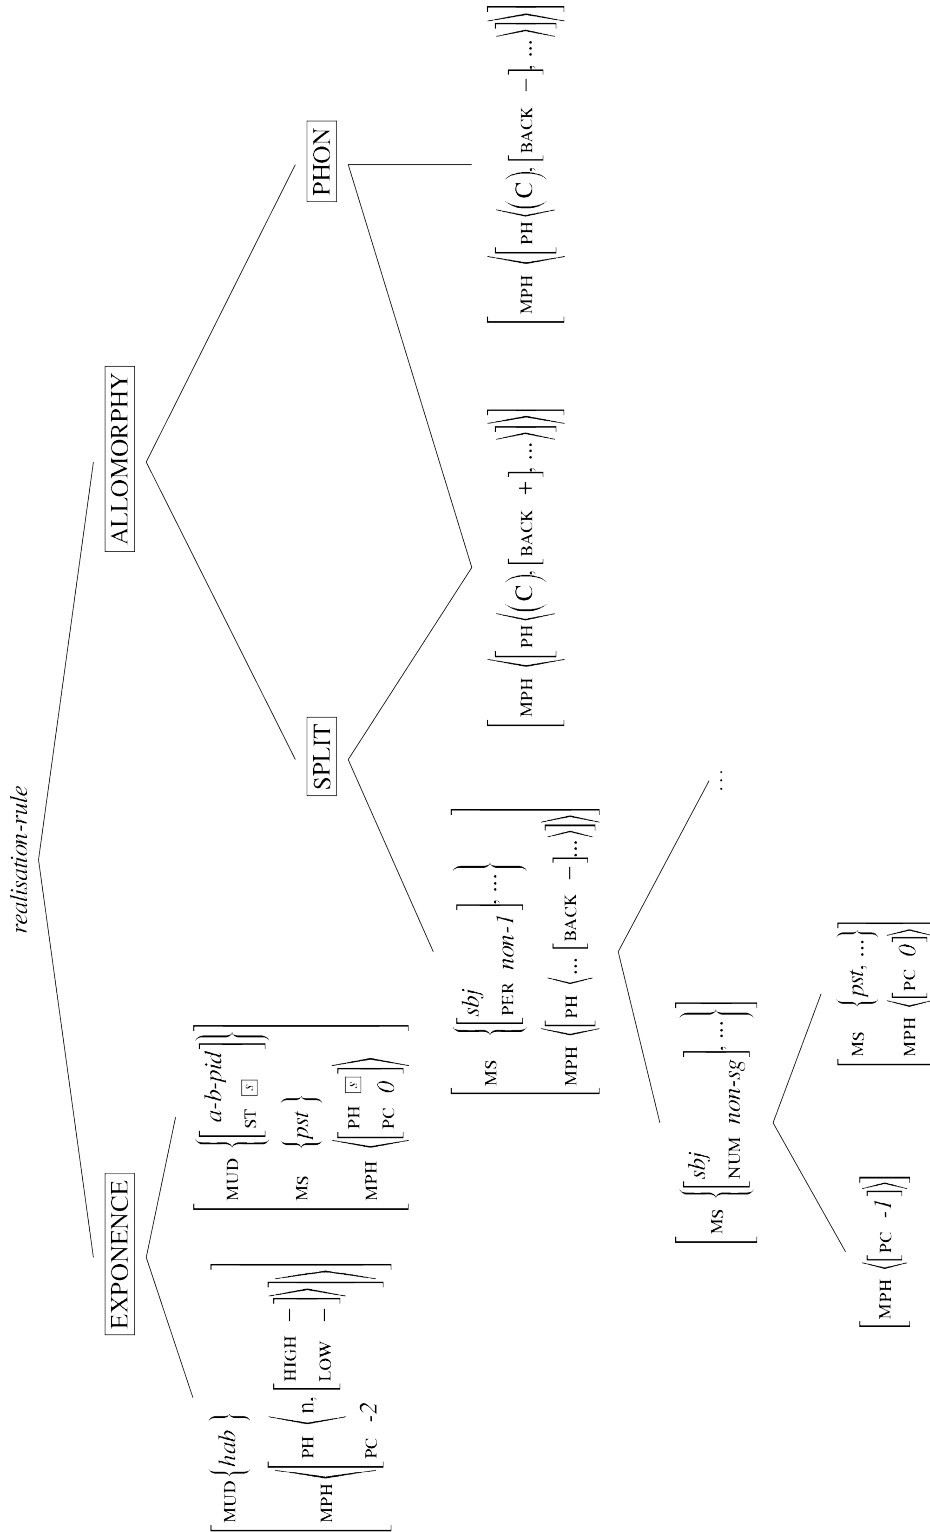 realisation-rule
EXPONENCE
ALLOMORPHY
SPLIT
PHON
[MUD {hab}
MPH ⟨[PH ⟨n, [HIGH −
LOW −]⟩
PC -2]⟩]
[MUD {[a-b-pid
ST s]}
MS {pst}
MPH ⟨[PH s
PC 0]⟩]
[MS {[sbj
PER non-1], ...}
MPH ⟨[PH ⟨... [BACK −] ...⟩]⟩]
[MPH ⟨[PH ⟨(C), [BACK +], ...⟩]⟩]
[MPH ⟨[PH ⟨(C), [BACK −], ...⟩]⟩]
[MS {[sbj
NUM non-sg], ...}]
...
[MPH ⟨[PC -1]⟩]
[MS {pst, ...}
MPH ⟨[PC 0]⟩]